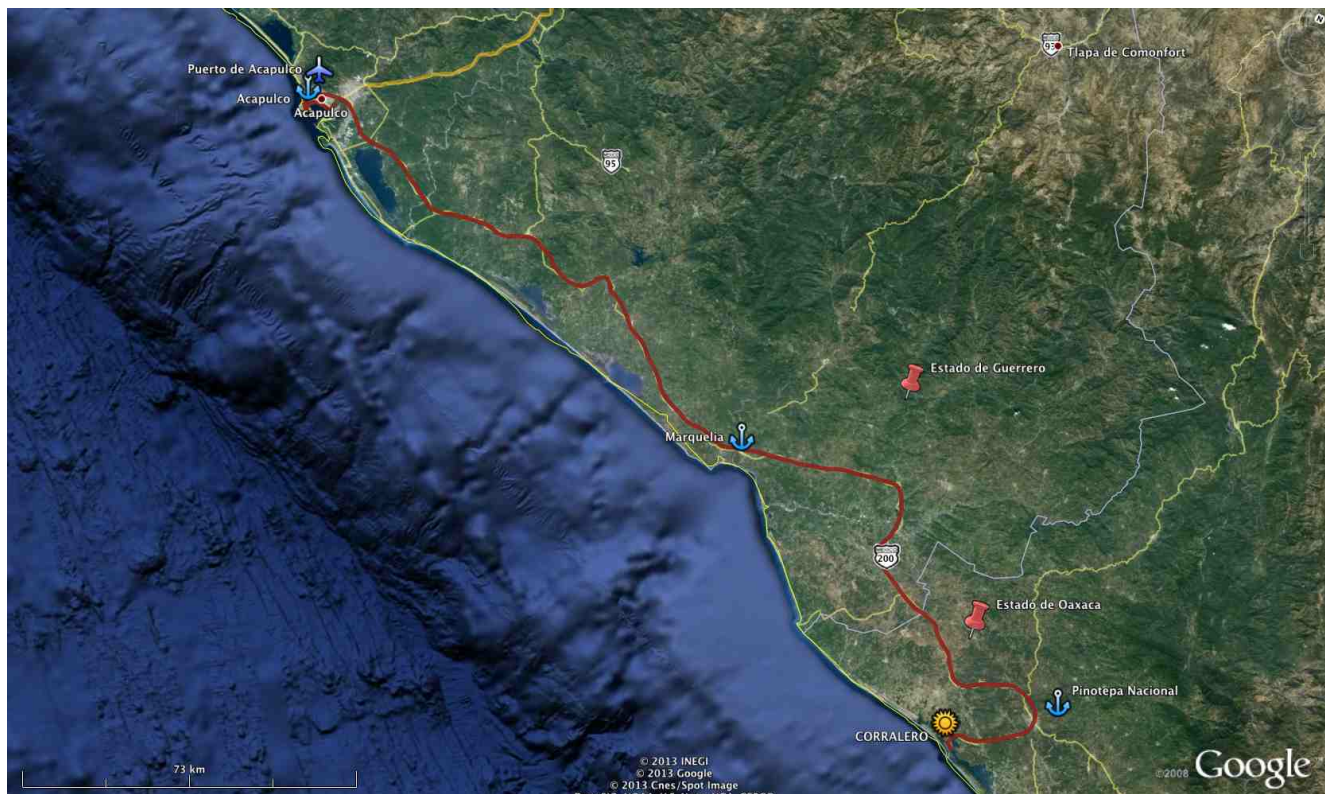 Tlapa de Comonfort
Puerto de Acapulco
Acapulco
Acapulco
95
Estado de Guerrero
Marquelia
200
Estado de Oaxaca
Pinotepa Nacional
CORRALERO
73 km
© 2013 INEGI
© 2013 Google
© 2013 Cnes/Spot Image
©2008 Google